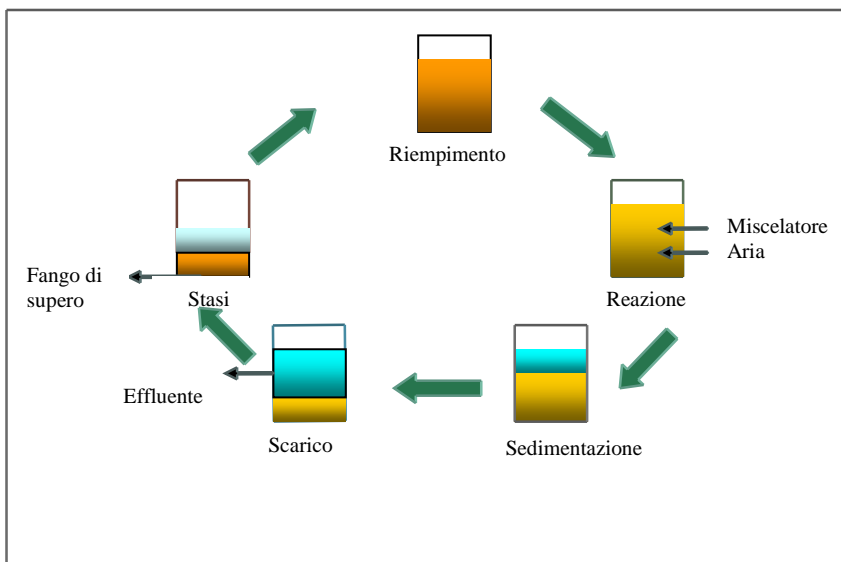 Riempimento
Miscelatore
Aria
Reazione
Fango di
supero
Stasi
Effluente
Scarico
Sedimentazione